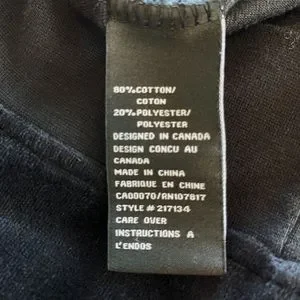 80%COTTON/
COTON
20%POLYESTER/
POLYESTER
DESIGNED IN CANADA
DESIGN CONCU AU
CANADA
MADE IN CHINA
FABRIQUE EN CHINE
CA00070/RN107817
STYLE # 217134
CARE OVER
INSTRUCTIONS A
L'ENDOS